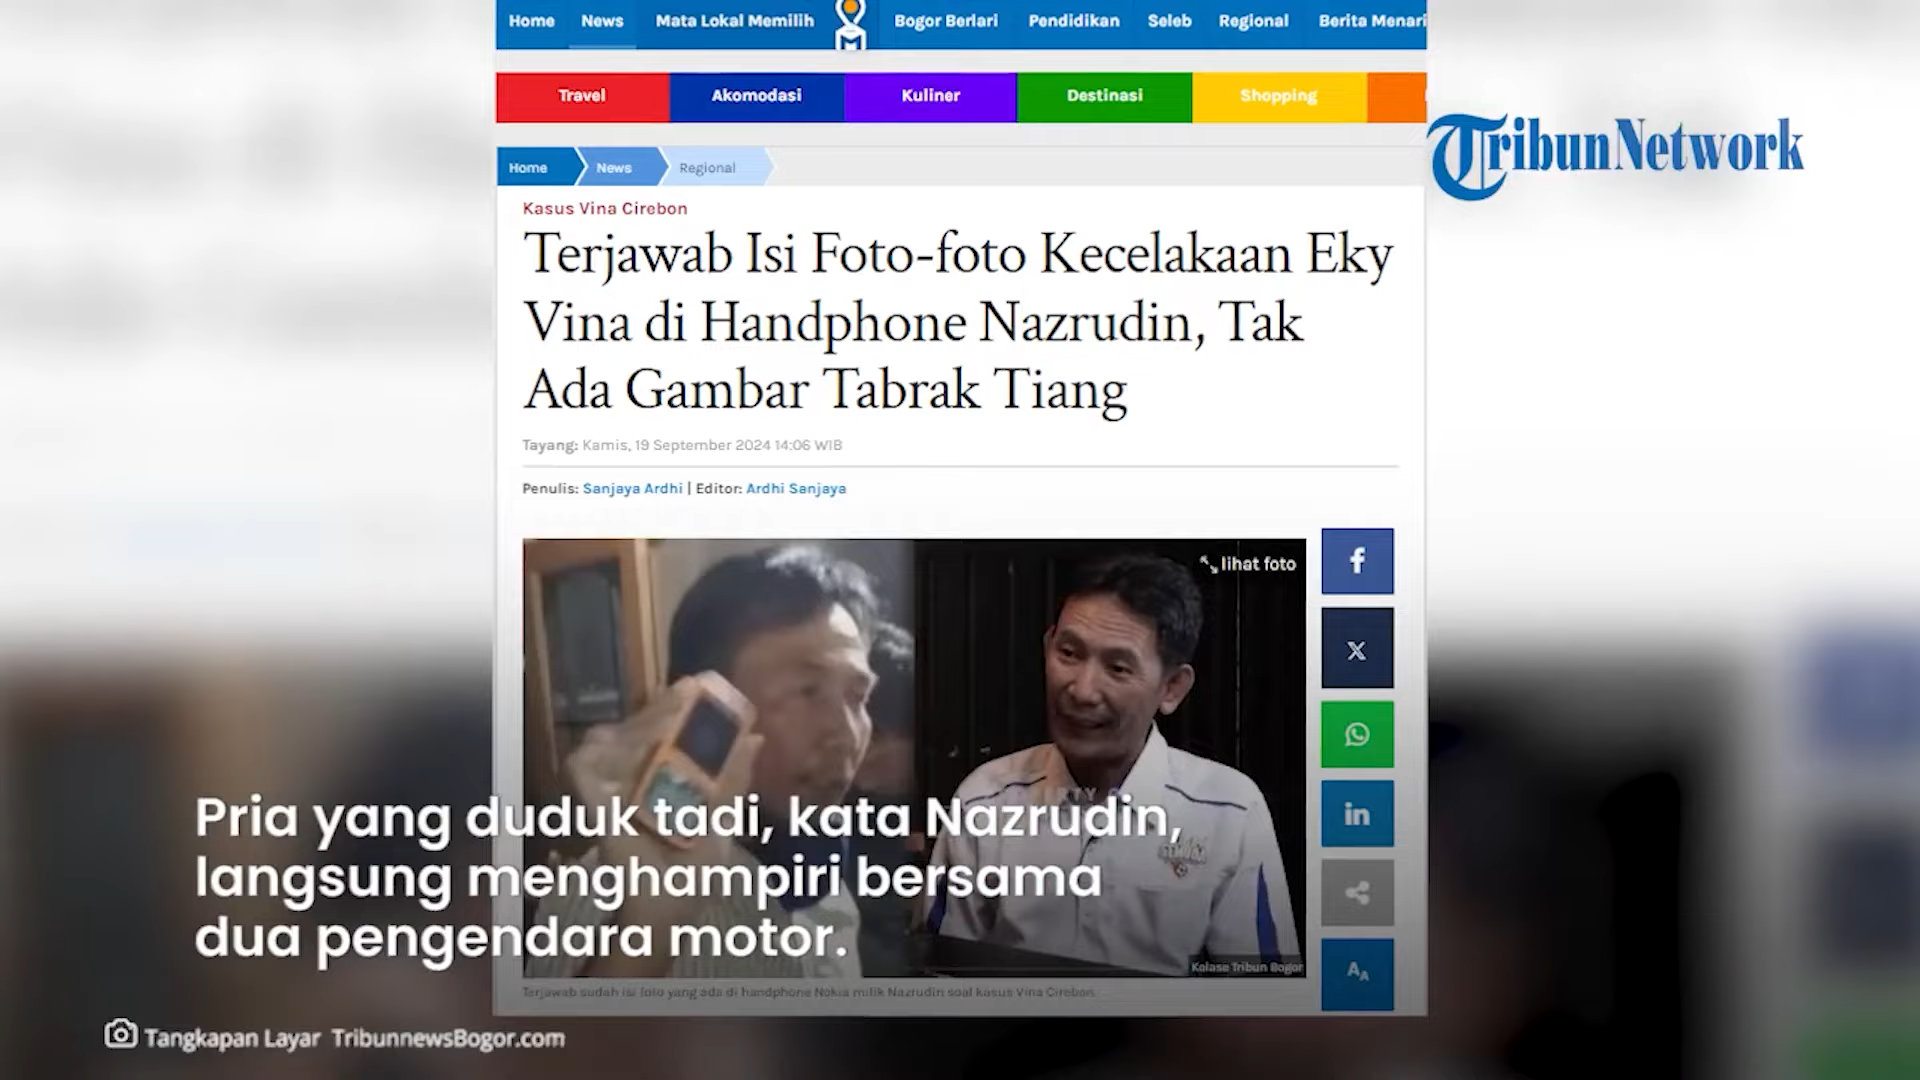 Home News Mata Lokal Memilih Bogor Berlari Pendidikan Seleb Regional Berita Menari
Travel Akomodasi Kuliner Destinasi Shopping
TribunNetwork
Home News Regional
Kasus Vina Cirebon
Terjawab Isi Foto-foto Kecelakaan Eky
Vina di Handphone Nazrudin, Tak
Ada Gambar Tabrak Tiang
Tayang: Kamis, 19 September 2024 14:06 WIB
Penulis: Sanjaya Ardhi | Editor: Ardhi Sanjaya
lihat foto
Pria yang duduk tadi, kata Nazrudin,
langsung menghampiri bersama
dua pengendara motor.
Kolase Tribun Bogor
Terjawab sudah isi foto yang ada di handphone Nokia milik Nazrudin soal kasus Vina Cirebon.
Tangkapan Layar TribunnewsBogor.com